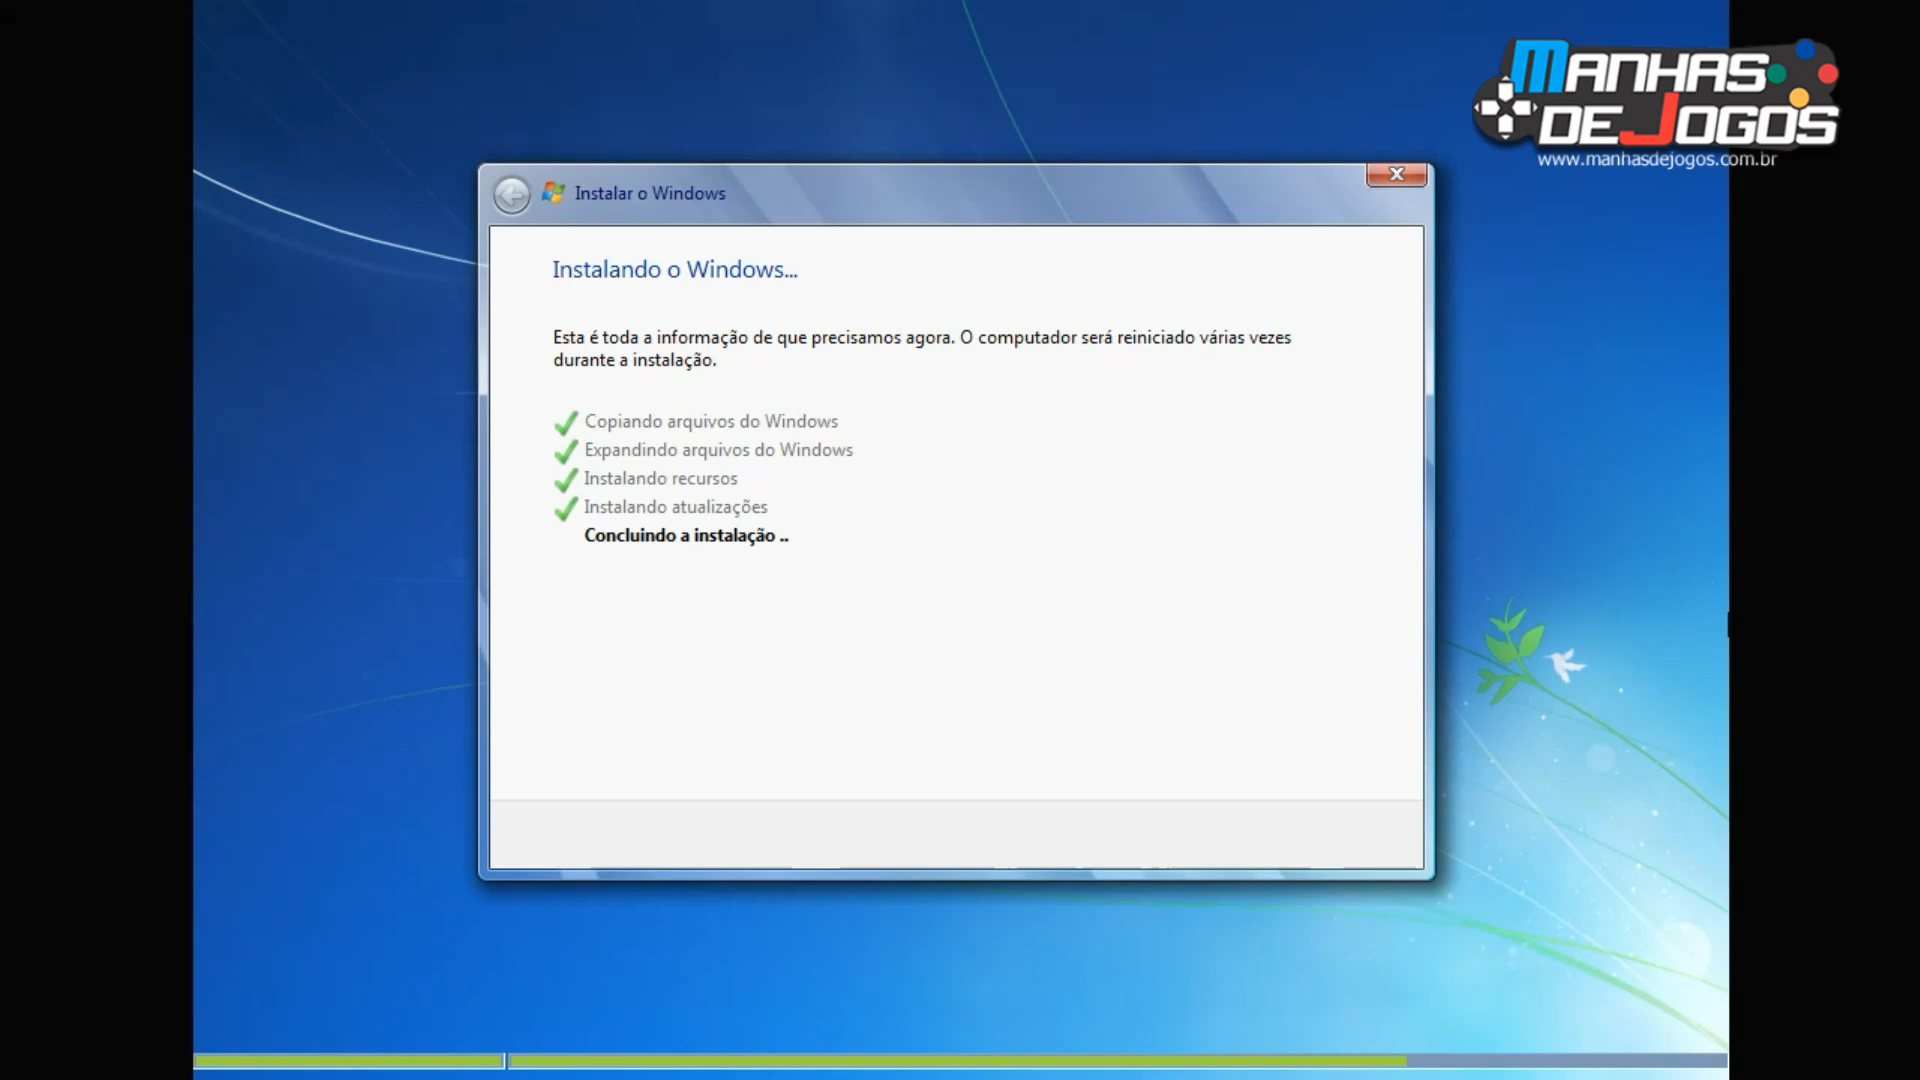 MANHAS
DE JOGOS
www.manhasdejogos.com.br
Instalar o Windows
Instalando o Windows...
Esta é toda a informação de que precisamos agora. O computador será reiniciado várias vezes
durante a instalação.
Copiando arquivos do Windows
Expandindo arquivos do Windows
Instalando recursos
Instalando atualizações
Concluindo a instalação ..